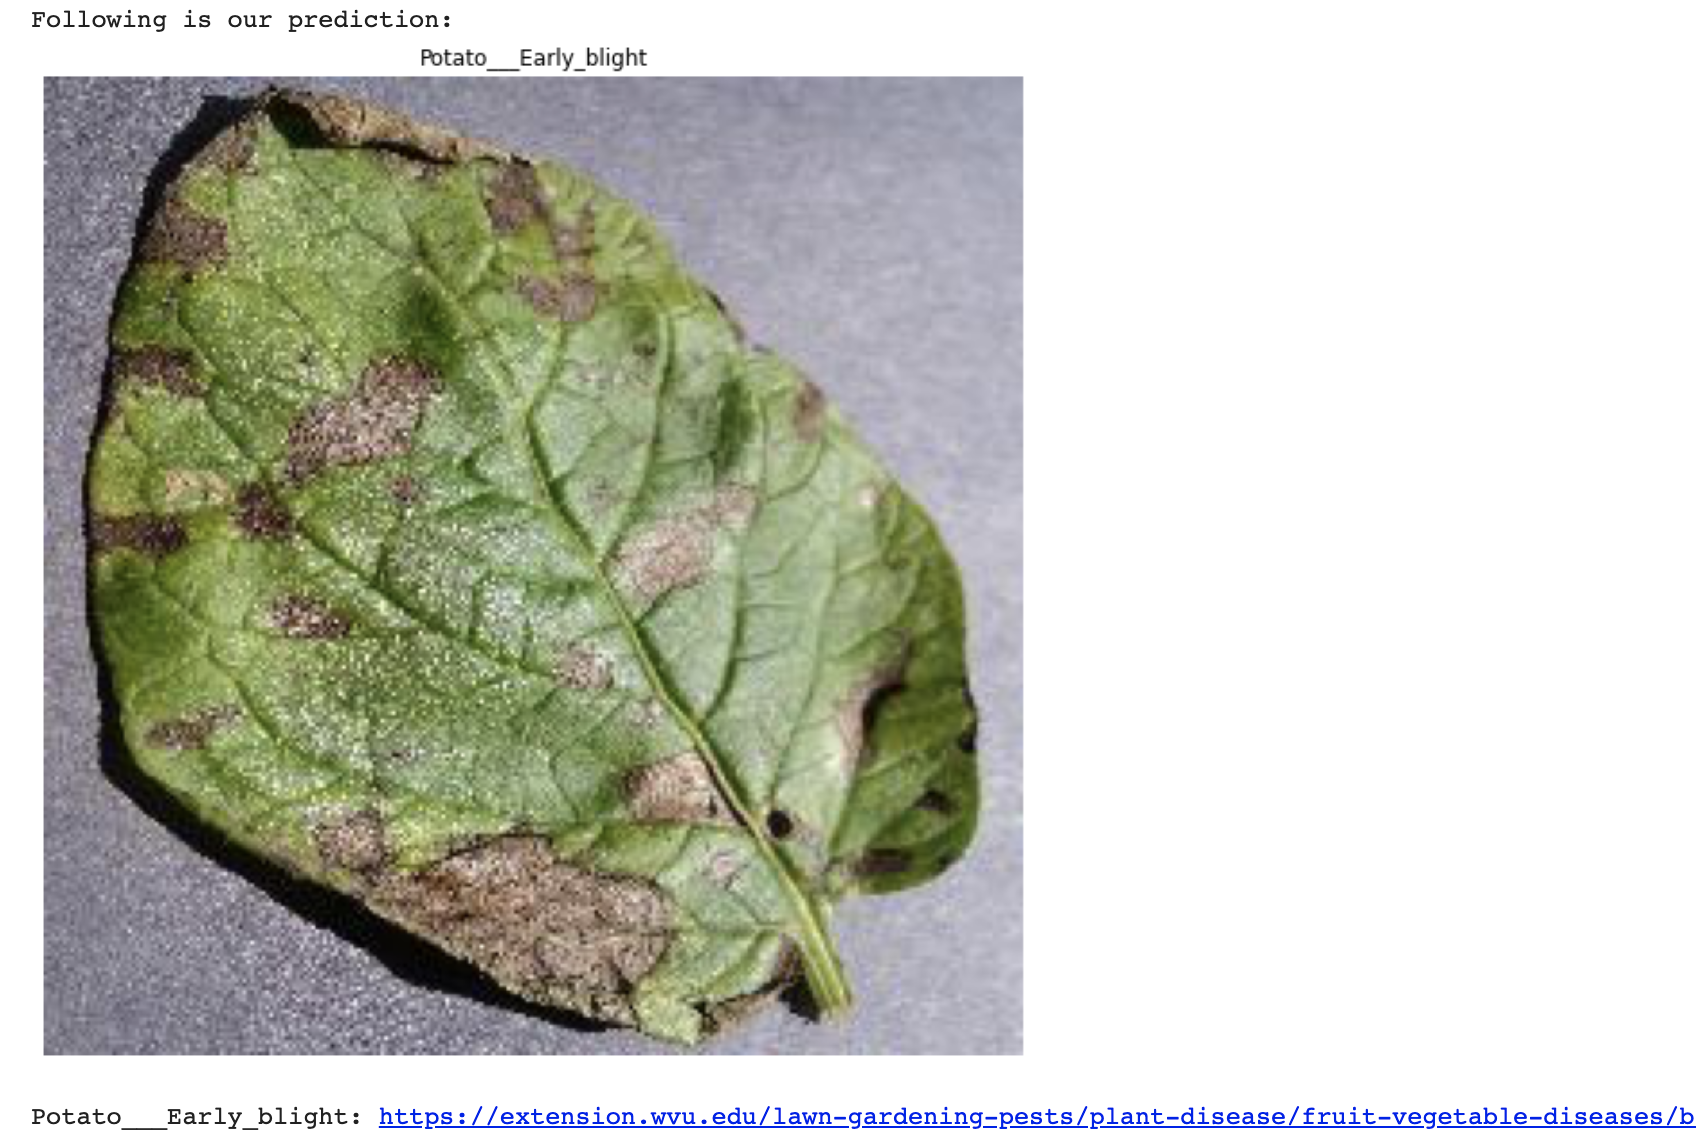 Following is our prediction:
Potato___Early_blight
Potato___Early_blight: https://extension.wvu.edu/lawn-gardening-pests/plant-disease/fruit-vegetable-diseases/b